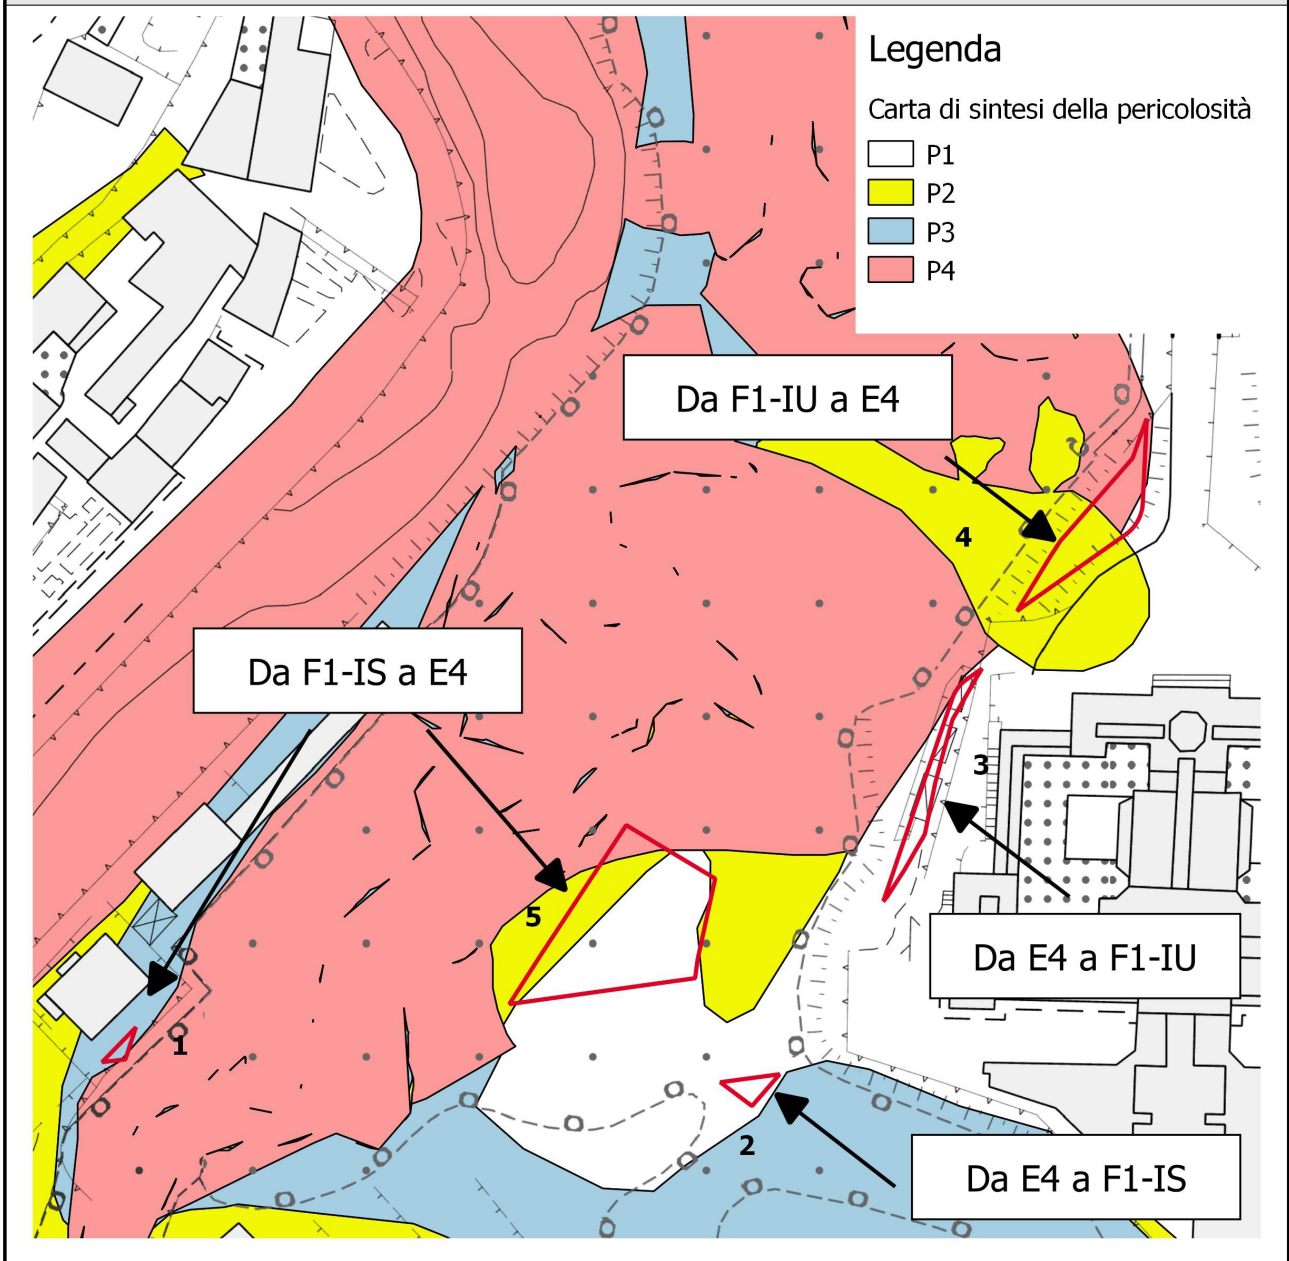 Legenda
Carta di sintesi della pericolosità
P1
P2
P3
P4
Da F1-IU a E4
4
Da F1-IS a E4
3
5
Da E4 a F1-IU
1
2
Da E4 a F1-IS